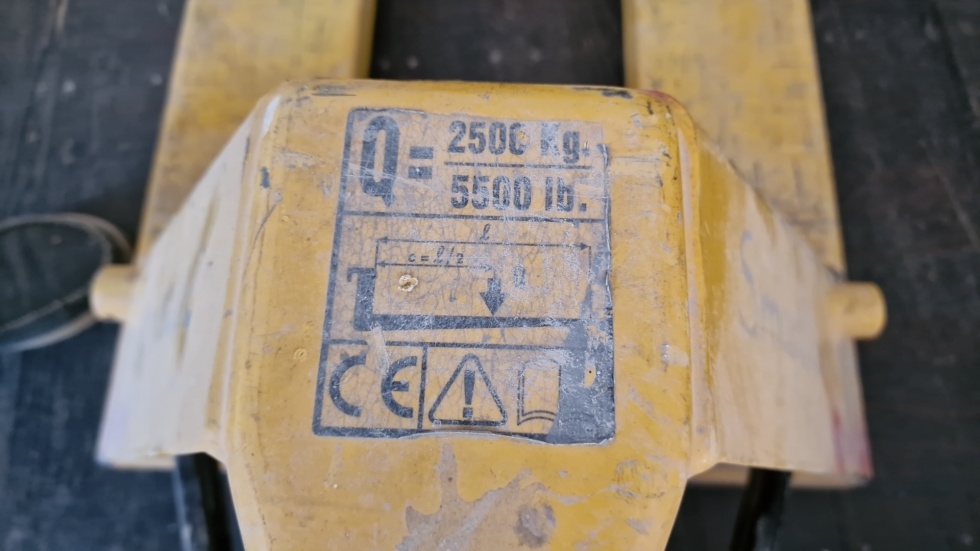 Q = 2500 Kg.
5500 lb.
l
c = l/2
CE